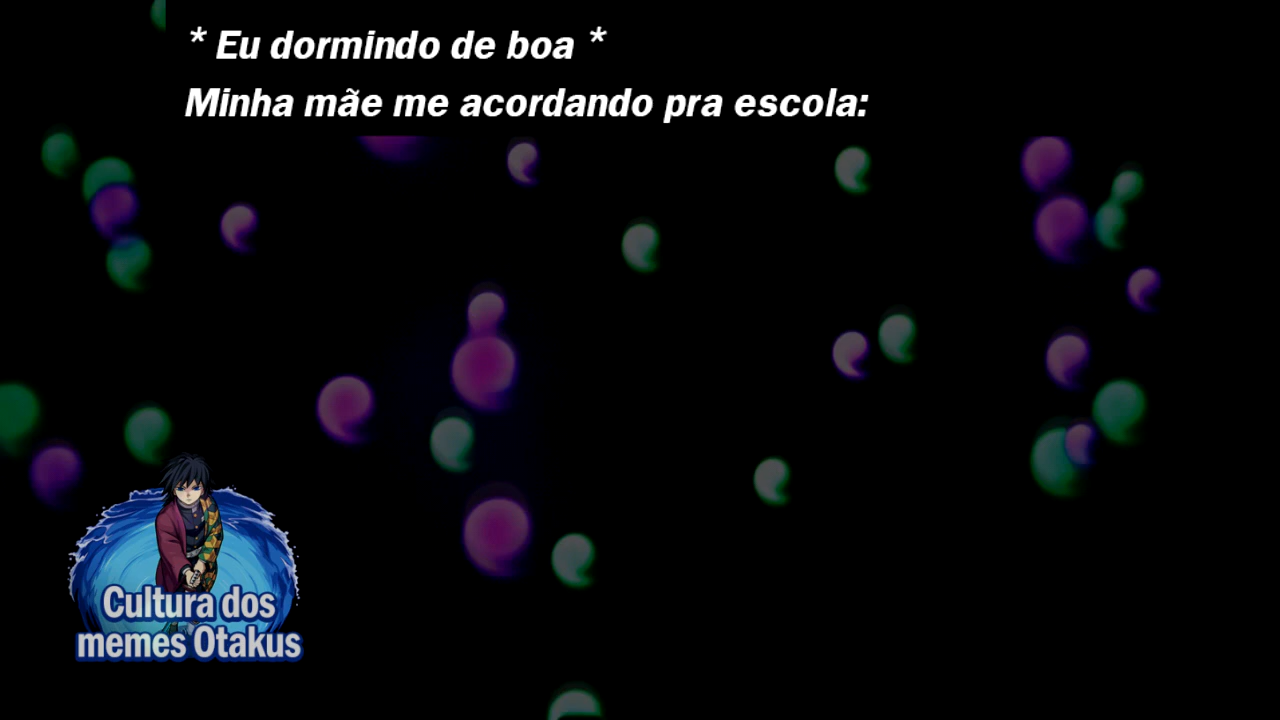 * Eu dormindo de boa *
Minha mãe me acordando pra escola:
Cultura dos
memes Otakus